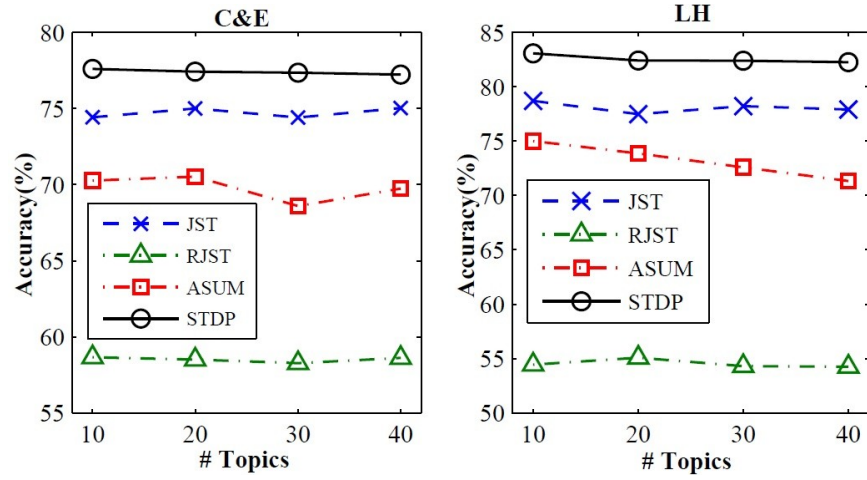 C&E
80
75
70
65
60
55
Accuracy(%)
JST
RJST
ASUM
STDP
10 20 30 40
# Topics
LH
85
80
75
70
65
60
55
50
Accuracy(%)
JST
RJST
ASUM
STDP
10 20 30 40
# Topics